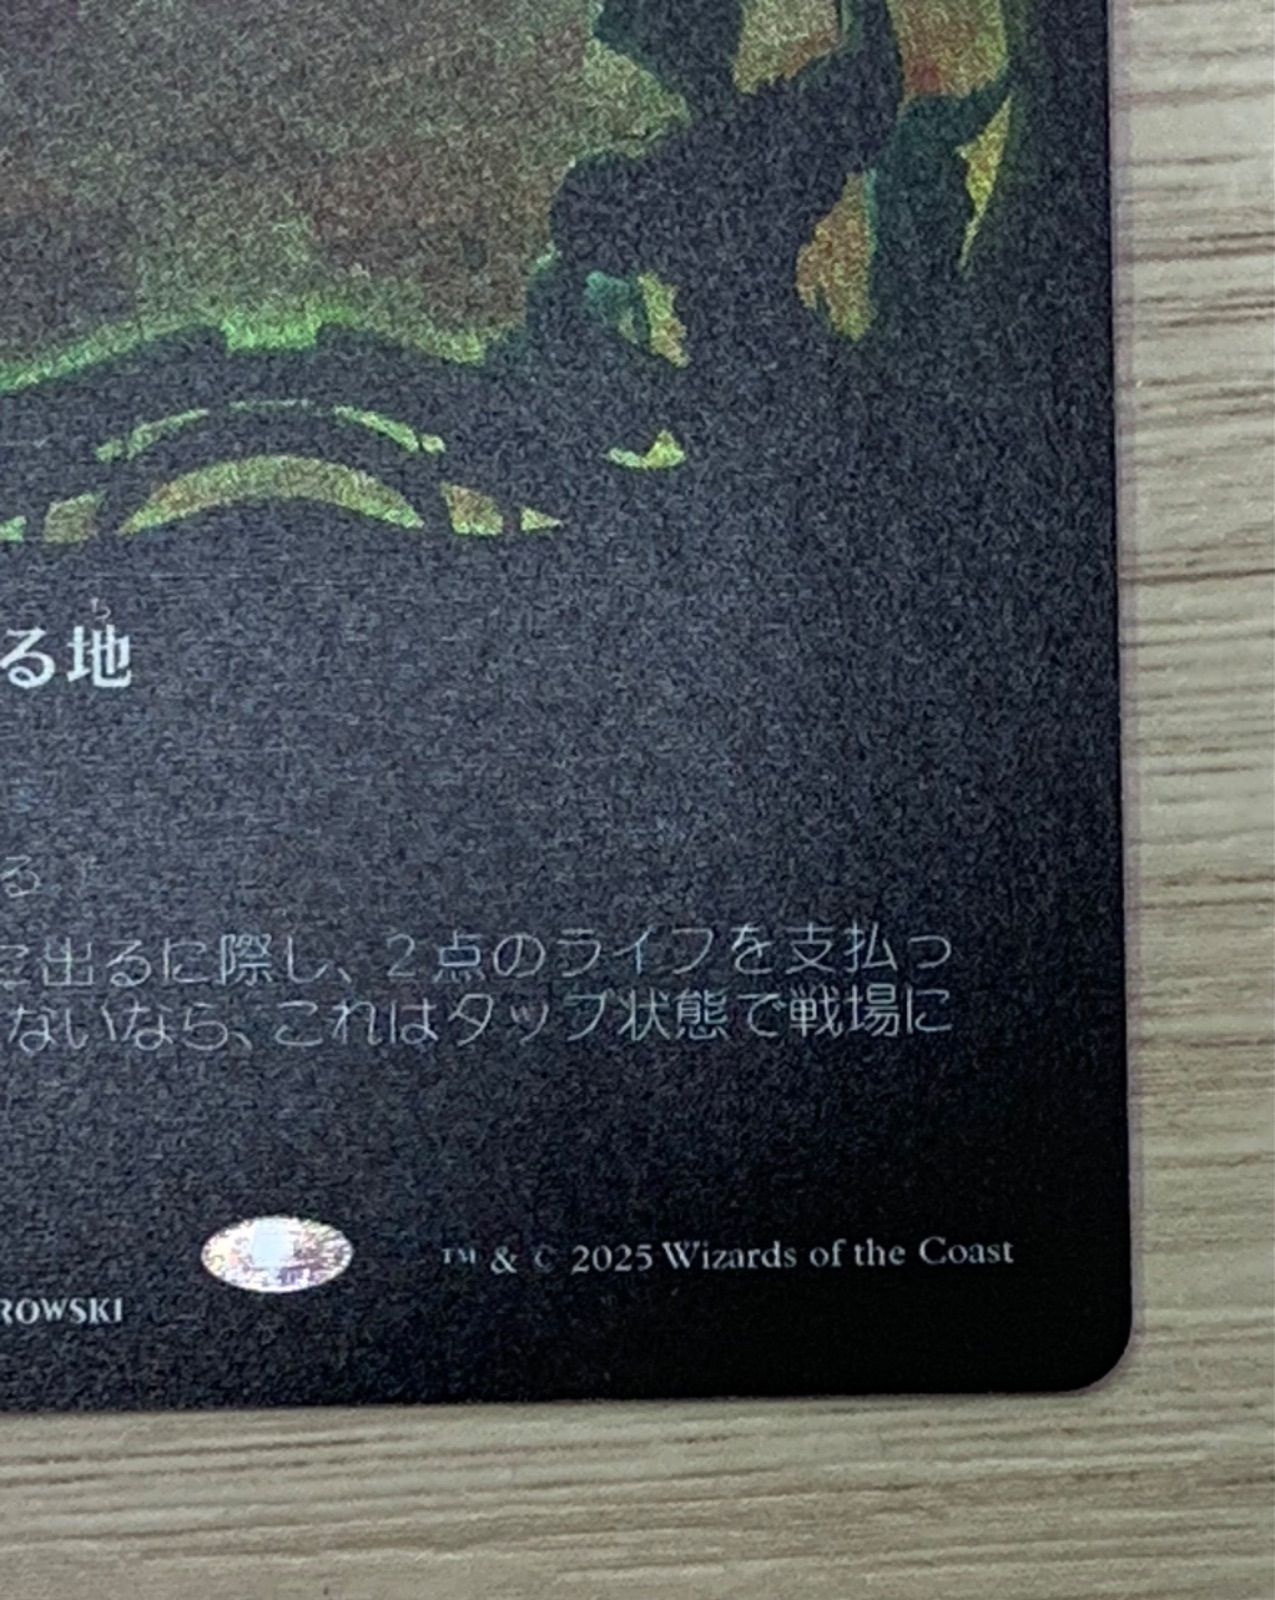 る地
ち
る
に出るに際し、2点のライフを支払っ
ないなら、これはタップ状態で戦場に
™ & © 2025 Wizards of the Coast
ROWSKI